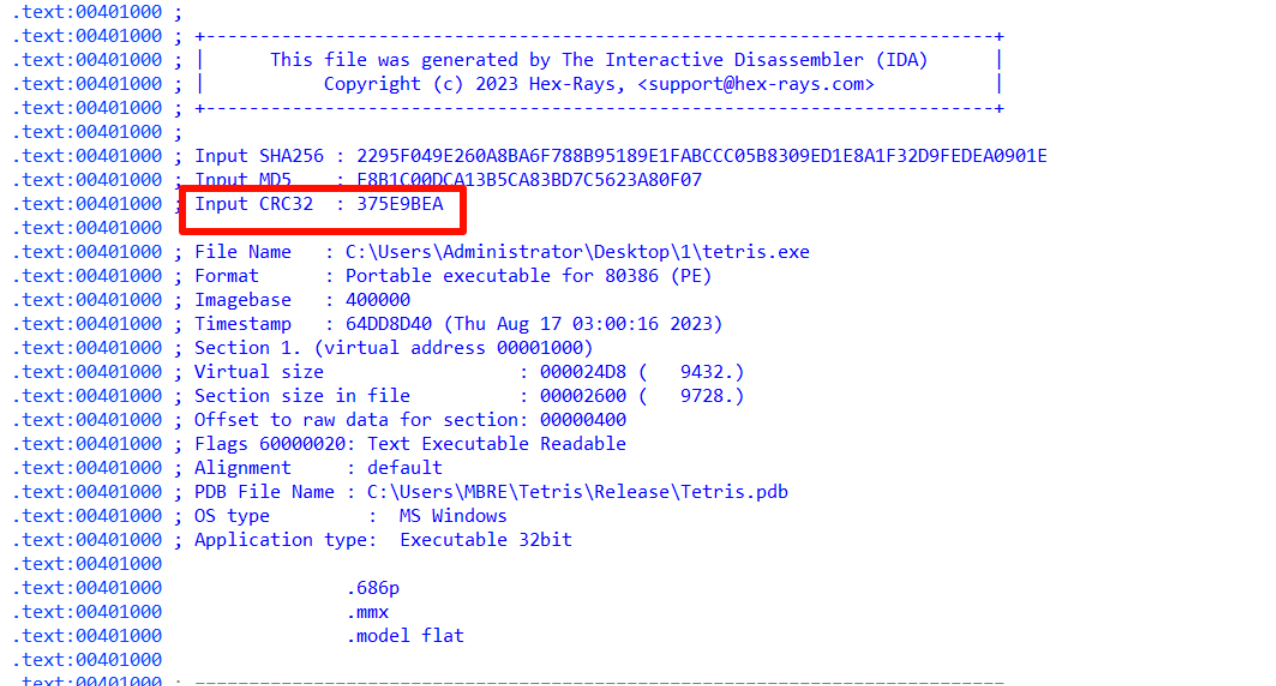 .text:00401000 ;
.text:00401000 ; +-------------------------------------------------------------------------+
.text:00401000 ; |      This file was generated by The Interactive Disassembler (IDA)      |
.text:00401000 ; |           Copyright (c) 2023 Hex-Rays, <support@hex-rays.com>           |
.text:00401000 ; +-------------------------------------------------------------------------+
.text:00401000 ;
.text:00401000 ; Input SHA256 : 2295F049E260A8BA6F788B95189E1FABCCC05B8309ED1E8A1F32D9FEDEA0901E
.text:00401000 ; Input MD5    : F8B1C00DCA13B5CA83BD7C5623A80F07
.text:00401000 ; Input CRC32  : 375E9BEA
.text:00401000
.text:00401000 ; File Name   : C:\Users\Administrator\Desktop\1\tetris.exe
.text:00401000 ; Format      : Portable executable for 80386 (PE)
.text:00401000 ; Imagebase   : 400000
.text:00401000 ; Timestamp   : 64DD8D40 (Thu Aug 17 03:00:16 2023)
.text:00401000 ; Section 1. (virtual address 00001000)
.text:00401000 ; Virtual size                  : 000024D8 (   9432.)
.text:00401000 ; Section size in file          : 00002600 (   9728.)
.text:00401000 ; Offset to raw data for section: 00000400
.text:00401000 ; Flags 60000020: Text Executable Readable
.text:00401000 ; Alignment     : default
.text:00401000 ; PDB File Name : C:\Users\MBRE\Tetris\Release\Tetris.pdb
.text:00401000 ; OS type         :  MS Windows
.text:00401000 ; Application type:  Executable 32bit
.text:00401000
.text:00401000                 .686p
.text:00401000                 .mmx
.text:00401000                 .model flat
.text:00401000
.text:00401000 ; ---------------------------------------------------------------------------